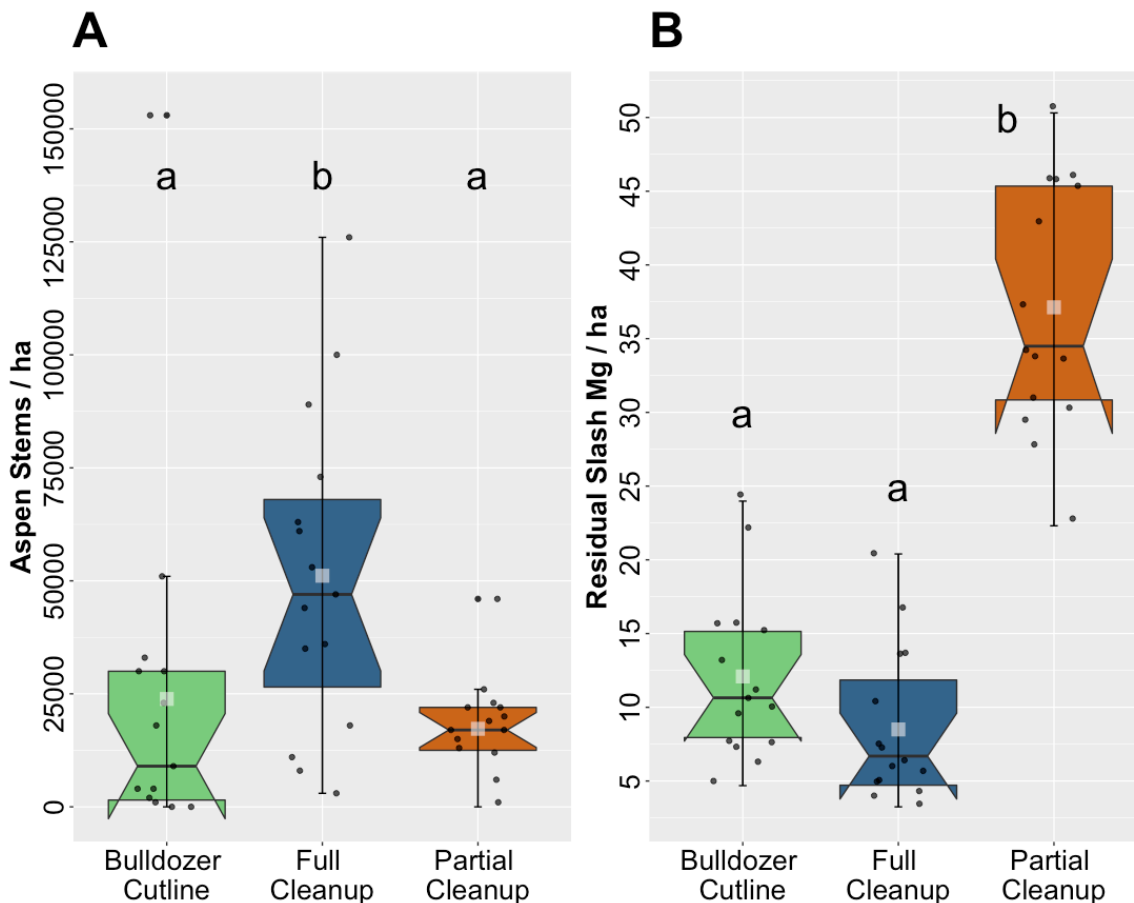 A
Aspen Stems / ha
150000
125000
100000
75000
50000
25000
0
a
b
a
Bulldozer
Cutline
Full
Cleanup
Partial
Cleanup
B
Residual Slash Mg / ha
50
45
40
35
30
25
20
15
10
5
a
a
b
Bulldozer
Cutline
Full
Cleanup
Partial
Cleanup